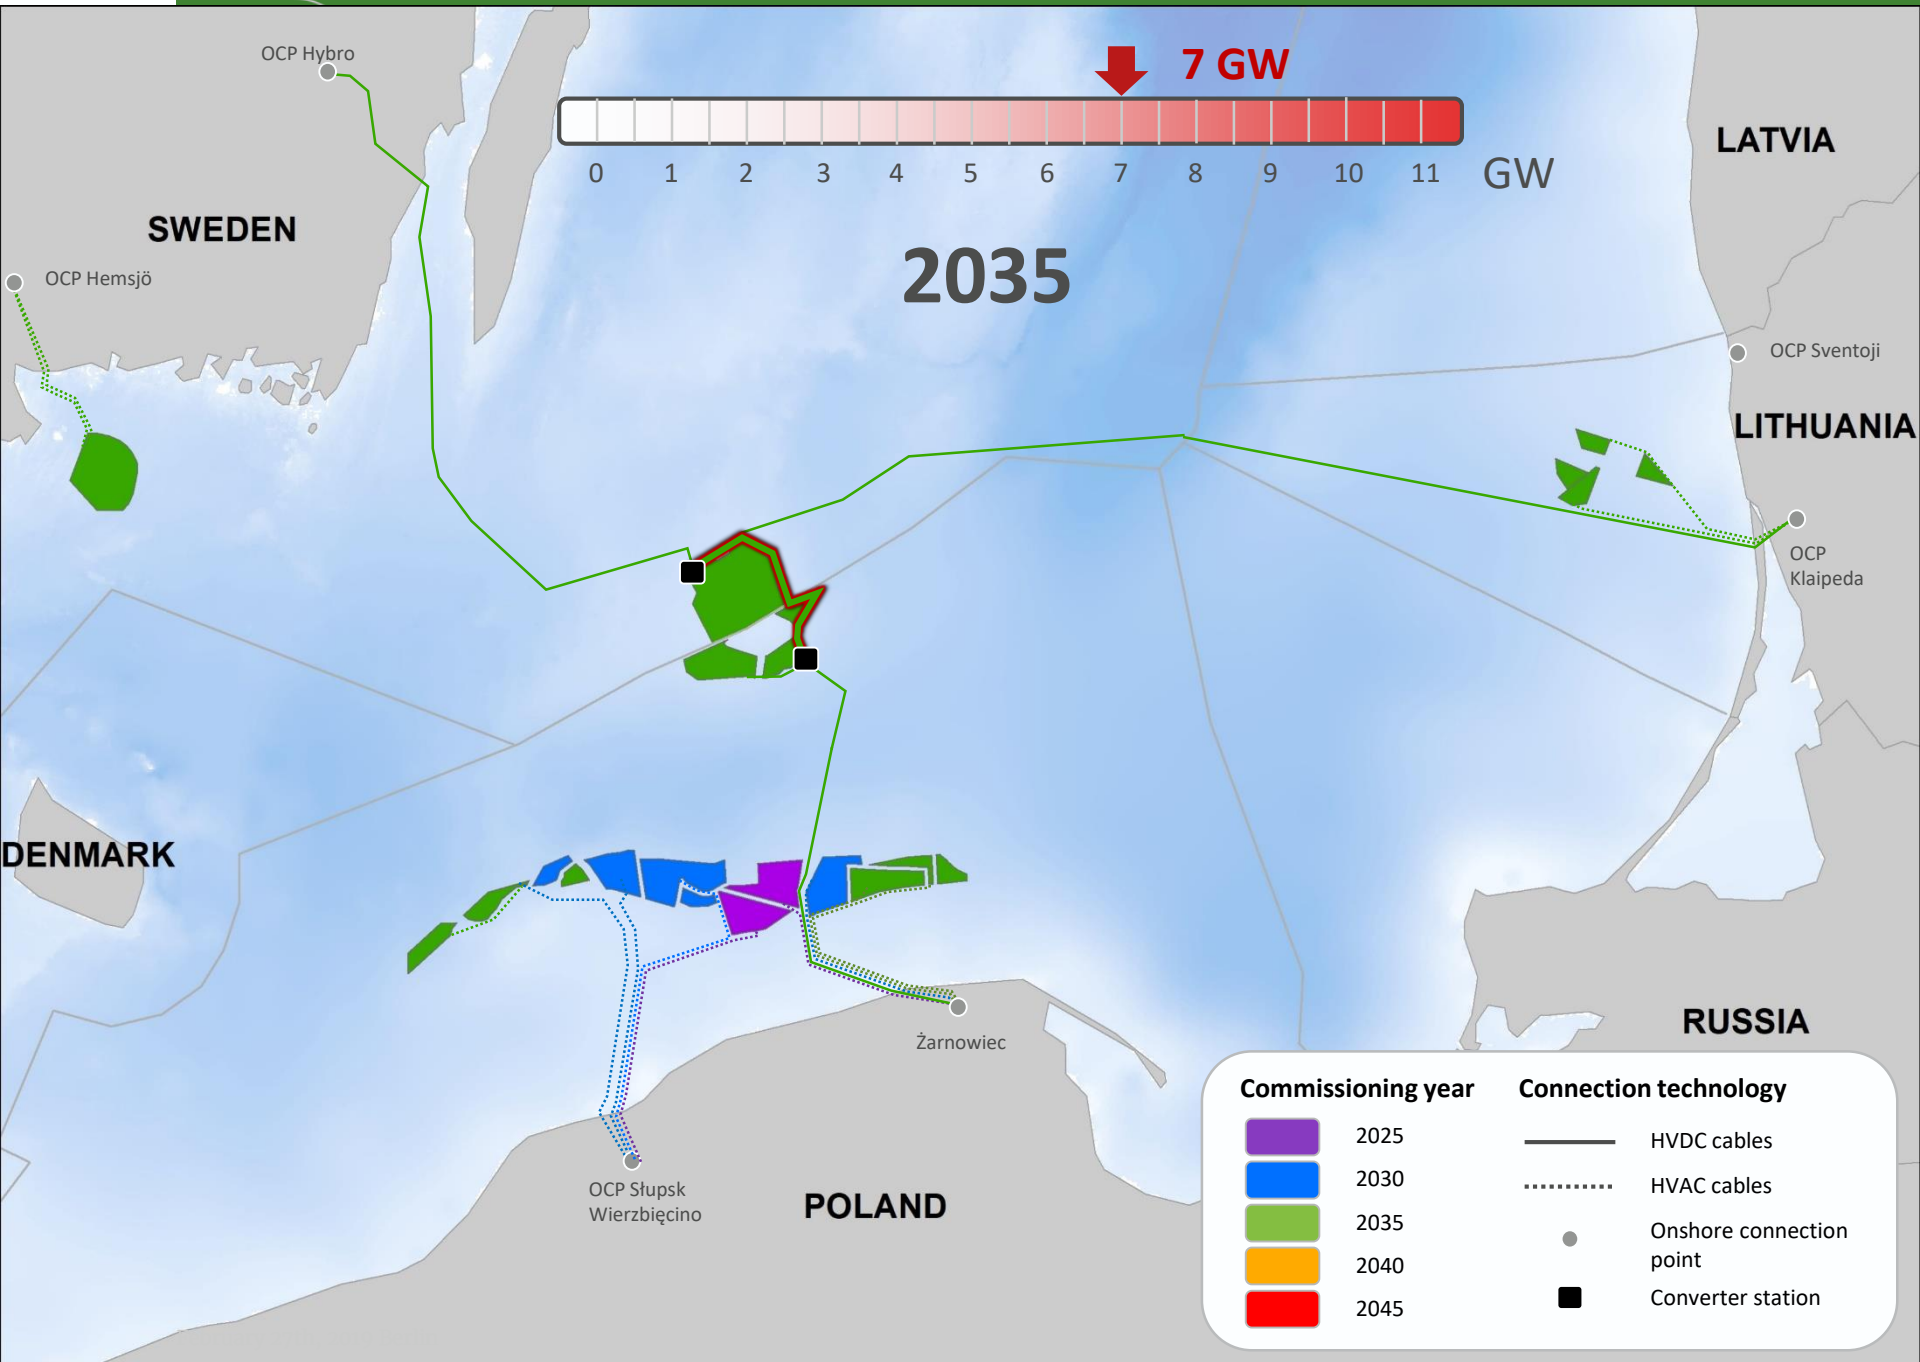 OCP Hybro
7 GW
0 1 2 3 4 5 6 7 8 9 10 11 GW
LATVIA
SWEDEN
2035
OCP Hemsjö
OCP Sventoji
LITHUANIA
OCP
Klaipeda
DENMARK
RUSSIA
Żarnowiec
OCP Słupsk
Wierzbięcino
POLAND
Commissioning year
2025
2030
2035
2040
2045
Connection technology
HVDC cables
HVAC cables
Onshore connection
point
Converter station